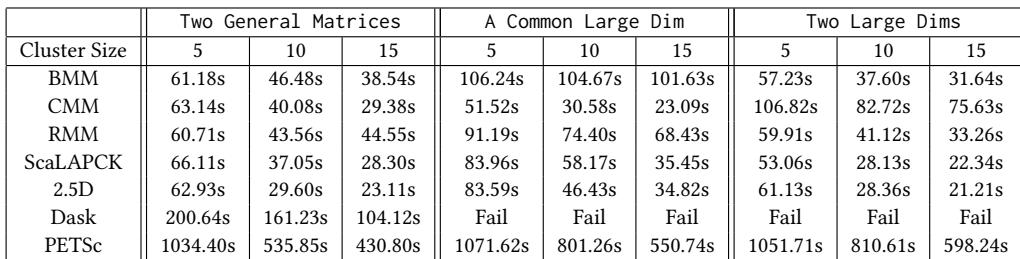 Two General Matrices A Common Large Dim Two Large Dims
Cluster Size 5 10 15 5 10 15 5 10 15
BMM 61.18s 46.48s 38.54s 106.24s 104.67s 101.63s 57.23s 37.60s 31.64s
CMM 63.14s 40.08s 29.38s 51.52s 30.58s 23.09s 106.82s 82.72s 75.63s
RMM 60.71s 43.56s 44.55s 91.19s 74.40s 68.43s 59.91s 41.12s 33.26s
ScaLAPCK 66.11s 37.05s 28.30s 83.96s 58.17s 35.45s 53.06s 28.13s 22.34s
2.5D 62.93s 29.60s 23.11s 83.59s 46.43s 34.82s 61.13s 28.36s 21.21s
Dask 200.64s 161.23s 104.12s Fail Fail Fail Fail Fail Fail
PETSc 1034.40s 535.85s 430.80s 1071.62s 801.26s 550.74s 1051.71s 810.61s 598.24s